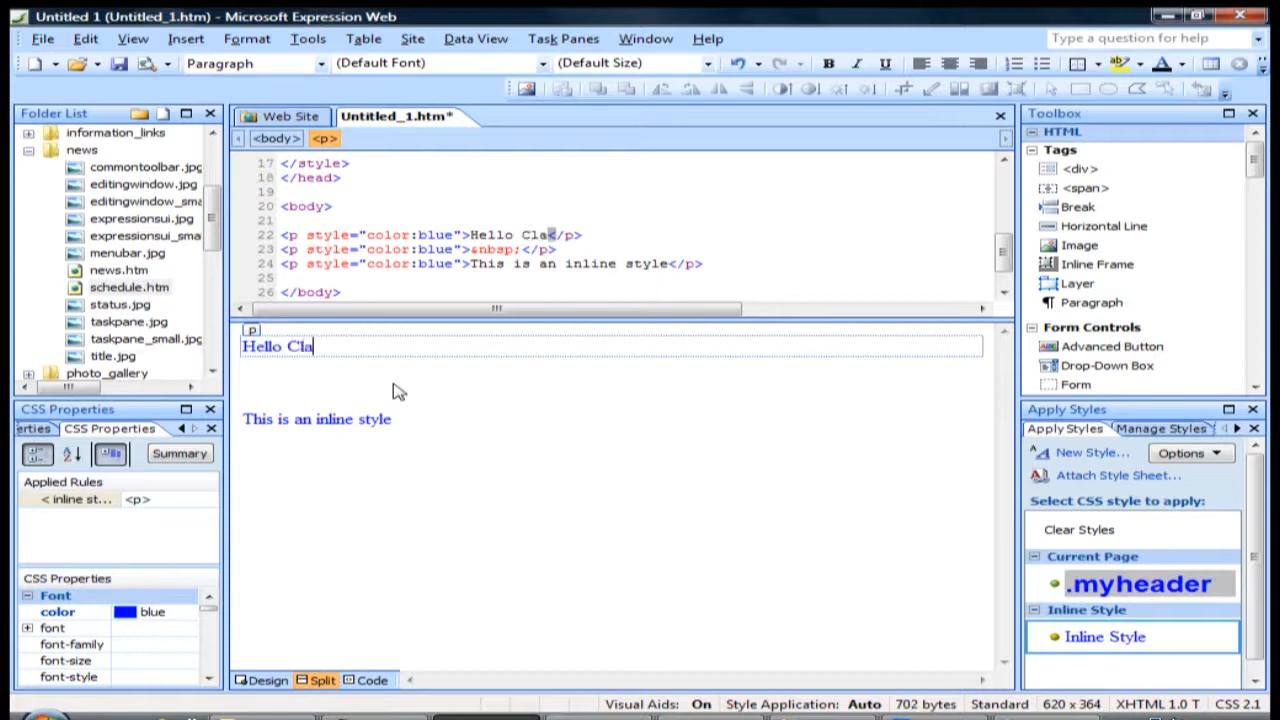 Untitled 1 (Untitled_1.htm) - Microsoft Expression Web
File Edit View Insert Format Tools Table Site Data View Task Panes Window Help
Type a question for help
Paragraph (Default Font) (Default Size) B I U A
Folder List
information_links
news
commontoolbar.jpg
editingwindow.jpg
editingwindow_sma
expressionsui.jpg
expressionsui_sma
menubar.jpg
news.htm
schedule.htm
status.jpg
taskpane.jpg
taskpane_small.jpg
title.jpg
photo_gallery
CSS Properties
erties CSS Properties
Summary
Applied Rules
< inline st... <p>
CSS Properties
Font
color blue
font
font-family
font-size
font-style
Web Site Untitled_1.htm*
<body> <p>
17 </style>
18 </head>
19
20 <body>
21
22 <p style="color:blue">Hello Cla</p>
23 <p style="color:blue">&nbsp;</p>
24 <p style="color:blue">This is an inline style</p>
25
26 </body>
p
Hello Cla
This is an inline style
Design Split Code
Toolbox
HTML
Tags
<div>
<span>
Break
Horizontal Line
Image
Inline Frame
Layer
Paragraph
Form Controls
Advanced Button
Drop-Down Box
Form
Apply Styles
Apply Styles Manage Styles
New Style... Options
Attach Style Sheet...
Select CSS style to apply:
Clear Styles
Current Page
.myheader
Inline Style
Inline Style
Visual Aids: On Style Application: Auto 702 bytes Standard 620 x 364 XHTML 1.0 T CSS 2.1